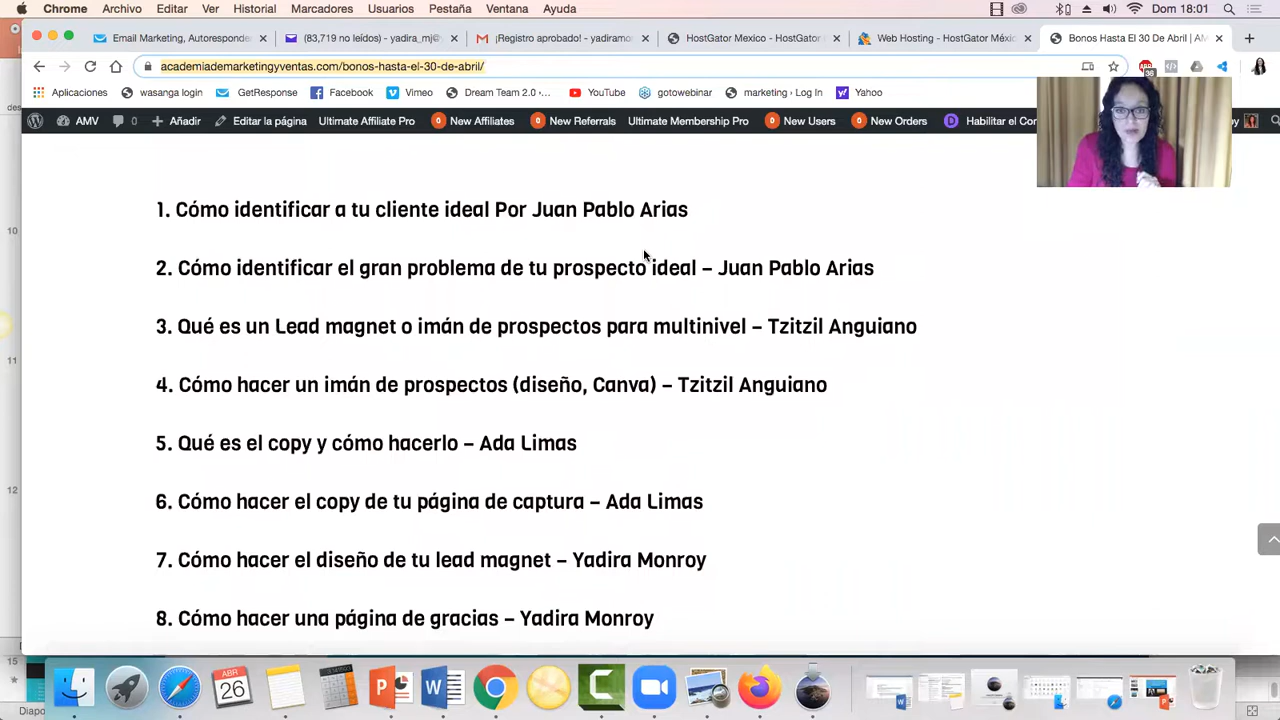 Chrome Archivo Editar Ver Historial Marcadores Usuarios Pestaña Ventana Ayuda Dom 18:01
Email Marketing, Autoresponde (83,719 no leídos) - yadira_mj@ ¡Registro aprobado! - yadiramo HostGator Mexico - HostGator Web Hosting - HostGator Méxi Bonos Hasta El 30 De Abril | AM
academiademarketingyventas.com/bonos-hasta-el-30-de-abril/
Aplicaciones wasanga login GetResponse Facebook Vimeo Dream Team 2.0 -... YouTube gotowebinar marketing › Log In Yahoo
AMV 0 Añadir Editar la página Ultimate Affiliate Pro 0 New Affiliates 0 New Referrals Ultimate Membership Pro 0 New Users 0 New Orders Habilitar el Con
1. Cómo identificar a tu cliente ideal Por Juan Pablo Arias
2. Cómo identificar el gran problema de tu prospecto ideal – Juan Pablo Arias
3. Qué es un Lead magnet o imán de prospectos para multinivel – Tzitzil Anguiano
4. Cómo hacer un imán de prospectos (diseño, Canva) – Tzitzil Anguiano
5. Qué es el copy y cómo hacerlo – Ada Limas
6. Cómo hacer el copy de tu página de captura – Ada Limas
7. Cómo hacer el diseño de tu lead magnet – Yadira Monroy
8. Cómo hacer una página de gracias – Yadira Monroy
10
11
12
15
ABR
26
Diapo